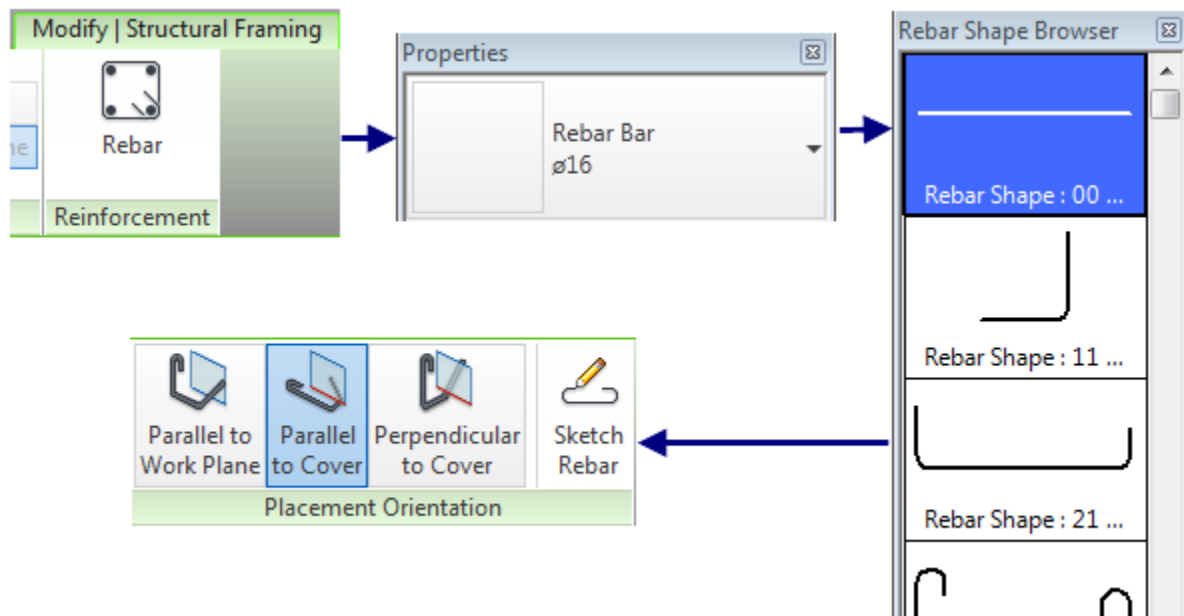 Modify | Structural Framing
Rebar
Reinforcement
Properties
Rebar Bar
ø16
Rebar Shape Browser
Rebar Shape : 00 ...
Rebar Shape : 11 ...
Rebar Shape : 21 ...
Parallel to
Work Plane
Parallel
to Cover
Perpendicular
to Cover
Sketch
Rebar
Placement Orientation